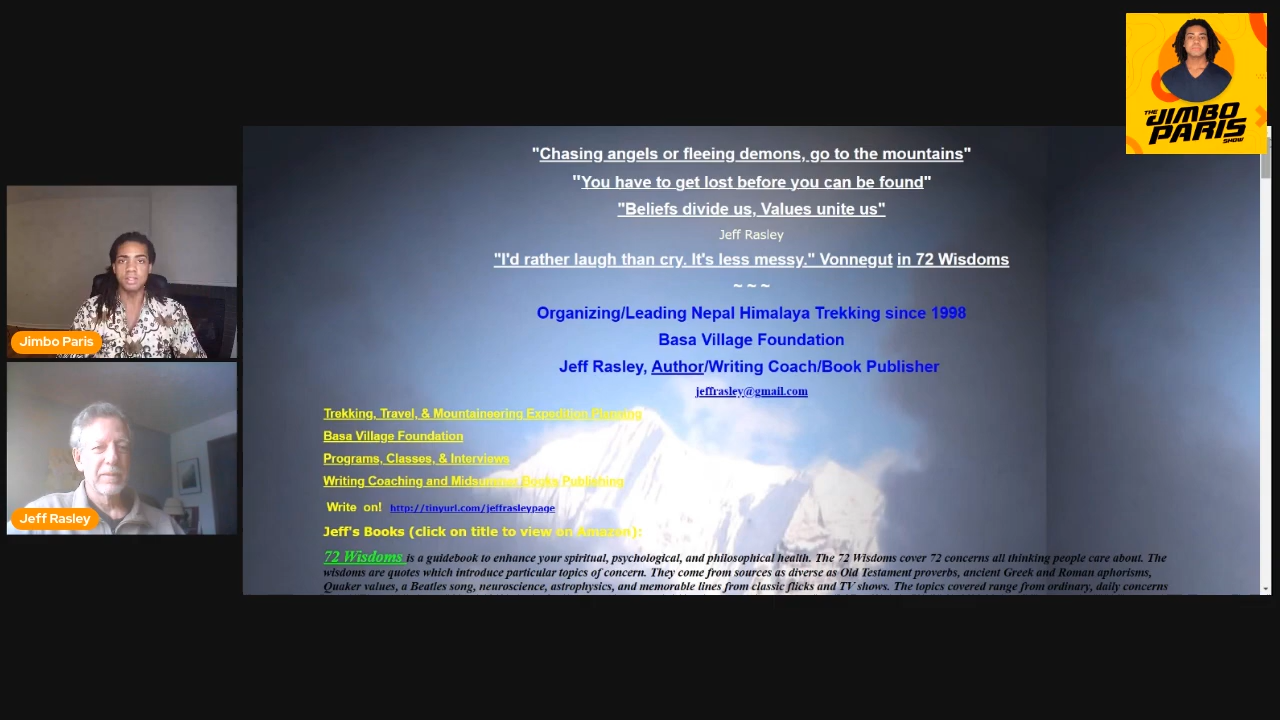 THE
JIMBO
PARIS
SHOW
"Chasing angels or fleeing demons, go to the mountains"
"You have to get lost before you can be found"
"Beliefs divide us, Values unite us"
Jeff Rasley
"I'd rather laugh than cry. It's less messy." Vonnegut in 72 Wisdoms
~ ~ ~
Organizing/Leading Nepal Himalaya Trekking since 1998
Basa Village Foundation
Jeff Rasley, Author/Writing Coach/Book Publisher
jeffrasley@gmail.com
Trekking, Travel, & Mountaineering Expedition Planning
Basa Village Foundation
Programs, Classes, & Interviews
Writing Coaching and Midsummer Books Publishing
Write on! http://tinyurl.com/jeffrasleypage
Jeff's Books (click on title to view on Amazon):
72 Wisdoms is a guidebook to enhance your spiritual, psychological, and philosophical health. The 72 Wisdoms cover 72 concerns all thinking people care about. The
wisdoms are quotes which introduce particular topics of concern. They come from sources as diverse as Old Testament proverbs, ancient Greek and Roman aphorisms,
Quaker values, a Beatles song, neuroscience, astrophysics, and memorable lines from classic flicks and TV shows. The topics covered range from ordinary, daily concerns
Jimbo Paris
Jeff Rasley